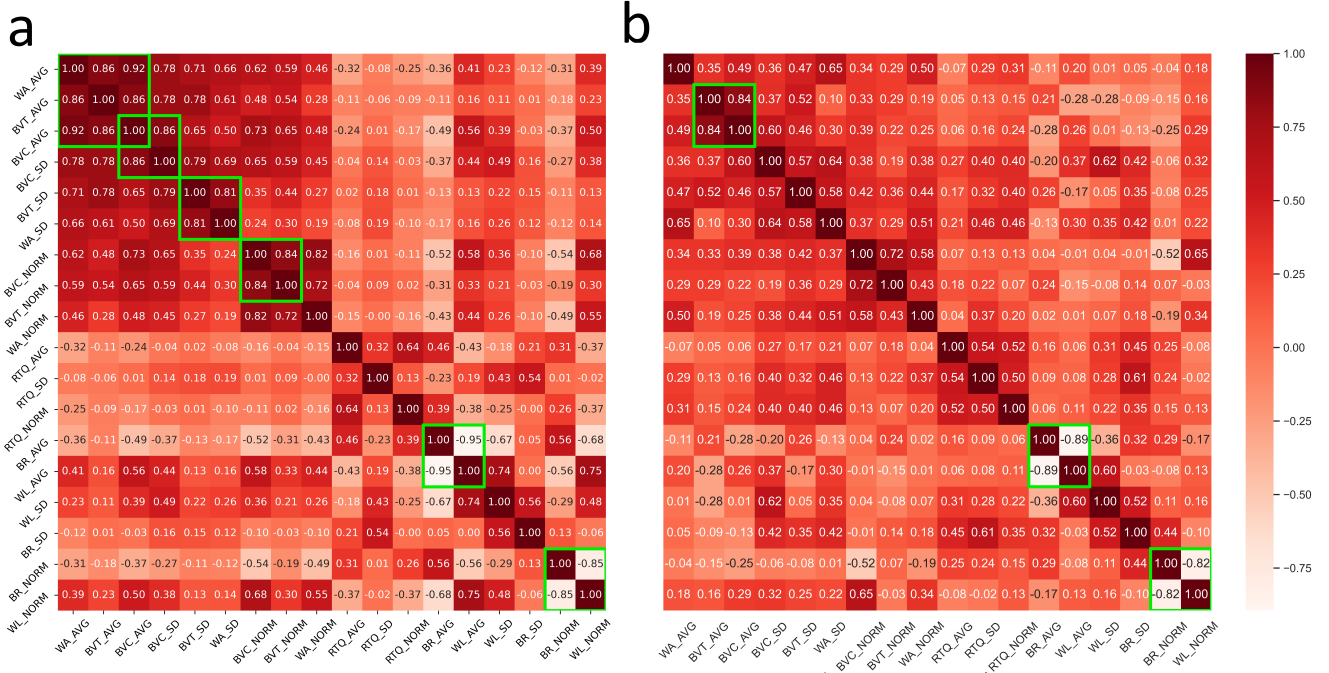 a
b
WA_AVG 1.00 0.86 0.92 0.78 0.71 0.66 0.62 0.59 0.46 -0.32 -0.08 -0.25 -0.36 0.41 0.23 -0.12 -0.31 0.39
BVT_AVG 0.86 1.00 0.86 0.78 0.78 0.61 0.48 0.54 0.28 -0.11 -0.06 -0.09 -0.11 0.16 0.11 0.01 -0.18 0.23
BVC_AVG 0.92 0.86 1.00 0.86 0.65 0.50 0.73 0.65 0.48 -0.24 0.01 -0.17 -0.49 0.56 0.39 -0.03 -0.37 0.50
BVC_SD 0.78 0.78 0.86 1.00 0.79 0.69 0.65 0.59 0.45 -0.04 0.14 -0.03 -0.37 0.44 0.49 0.16 -0.27 0.38
BVT_SD 0.71 0.78 0.65 0.79 1.00 0.81 0.35 0.44 0.27 0.02 0.18 0.01 -0.13 0.13 0.22 0.15 -0.11 0.13
WA_SD 0.66 0.61 0.50 0.69 0.81 1.00 0.24 0.30 0.19 -0.08 0.19 -0.10 -0.17 0.16 0.26 0.12 -0.12 0.14
BVC_NORM 0.62 0.48 0.73 0.65 0.35 0.24 1.00 0.84 0.82 -0.16 0.01 -0.11 -0.52 0.58 0.36 -0.10 -0.54 0.68
BVT_NORM 0.59 0.54 0.65 0.59 0.44 0.30 0.84 1.00 0.72 -0.04 0.09 0.02 -0.31 0.33 0.21 -0.03 -0.19 0.30
WA_NORM 0.46 0.28 0.48 0.45 0.27 0.19 0.82 0.72 1.00 -0.15 -0.00 -0.16 -0.43 0.44 0.26 -0.10 -0.49 0.55
RTQ_AVG -0.32 -0.11 -0.24 -0.04 0.02 -0.08 -0.16 -0.04 -0.15 1.00 0.32 0.64 0.46 -0.43 -0.18 0.21 0.31 -0.37
RTQ_SD -0.08 -0.06 0.01 0.14 0.18 0.19 0.01 0.09 -0.00 0.32 1.00 0.13 -0.23 0.19 0.43 0.54 0.01 -0.02
RTQ_NORM -0.25 -0.09 -0.17 -0.03 0.01 -0.10 -0.11 0.02 -0.16 0.64 0.13 1.00 0.39 -0.38 -0.25 -0.00 0.26 -0.37
BR_AVG -0.36 -0.11 -0.49 -0.37 -0.13 -0.17 -0.52 -0.31 -0.43 0.46 -0.23 0.39 1.00 -0.95 -0.67 0.05 0.56 -0.68
WL_AVG 0.41 0.16 0.56 0.44 0.13 0.16 0.58 0.33 0.44 -0.43 0.19 -0.38 -0.95 1.00 0.74 0.00 -0.56 0.75
WL_SD 0.23 0.11 0.39 0.49 0.22 0.26 0.36 0.21 0.26 -0.18 0.43 -0.25 -0.67 0.74 1.00 0.56 -0.29 0.48
BR_SD -0.12 0.01 -0.03 0.16 0.15 0.12 -0.10 -0.03 -0.10 0.21 0.54 -0.00 0.05 0.00 0.56 1.00 0.13 -0.06
BR_NORM -0.31 -0.18 -0.37 -0.27 -0.11 -0.12 -0.54 -0.19 -0.49 0.31 0.01 0.26 0.56 -0.56 -0.29 0.13 1.00 -0.85
WL_NORM 0.39 0.23 0.50 0.38 0.13 0.14 0.68 0.30 0.55 -0.37 -0.02 -0.37 -0.68 0.75 0.48 -0.06 -0.85 1.00
WA_AVG BVT_AVG BVC_AVG BVC_SD BVT_SD WA_SD BVC_NORM BVT_NORM WA_NORM RTQ_AVG RTQ_SD RTQ_NORM BR_AVG WL_AVG WL_SD BR_SD BR_NORM WL_NORM
1.00 0.35 0.49 0.36 0.47 0.65 0.34 0.29 0.50 -0.07 0.29 0.31 -0.11 0.20 0.01 0.05 -0.04 0.18
0.35 1.00 0.84 0.37 0.52 0.10 0.33 0.29 0.19 0.05 0.13 0.15 0.21 -0.28 -0.28 -0.09 -0.15 0.16
0.49 0.84 1.00 0.60 0.46 0.30 0.39 0.22 0.25 0.06 0.16 0.24 -0.28 0.26 0.01 -0.13 -0.25 0.29
0.36 0.37 0.60 1.00 0.57 0.64 0.38 0.19 0.38 0.27 0.40 0.40 -0.20 0.37 0.62 0.42 -0.06 0.32
0.47 0.52 0.46 0.57 1.00 0.58 0.42 0.36 0.44 0.17 0.32 0.40 0.26 -0.17 0.05 0.35 -0.08 0.25
0.65 0.10 0.30 0.64 0.58 1.00 0.37 0.29 0.51 0.21 0.46 0.46 -0.13 0.30 0.35 0.42 0.01 0.22
0.34 0.33 0.39 0.38 0.42 0.37 1.00 0.72 0.58 0.07 0.13 0.13 0.04 -0.01 -0.04 -0.01 -0.52 0.65
0.29 0.29 0.22 0.19 0.36 0.29 0.72 1.00 0.43 0.18 0.22 0.07 0.24 -0.15 -0.08 0.14 0.07 -0.03
0.50 0.19 0.25 0.38 0.44 0.51 0.58 0.43 1.00 0.04 0.37 0.20 0.02 0.01 0.07 0.18 -0.19 0.34
-0.07 0.05 0.06 0.27 0.17 0.21 0.07 0.18 0.04 1.00 0.54 0.52 0.16 0.06 0.31 0.45 0.25 -0.08
0.29 0.13 0.16 0.40 0.32 0.46 0.13 0.22 0.37 0.54 1.00 0.50 0.09 0.08 0.28 0.61 0.24 -0.02
0.31 0.15 0.24 0.40 0.40 0.46 0.13 0.07 0.20 0.52 0.50 1.00 0.06 0.11 0.22 0.35 0.15 0.13
-0.11 0.21 -0.28 -0.20 0.26 -0.13 0.04 0.24 0.02 0.16 0.09 0.06 1.00 -0.89 -0.36 0.32 0.29 -0.17
0.20 -0.28 0.26 0.37 -0.17 0.30 -0.01 -0.15 0.01 0.06 0.08 0.11 -0.89 1.00 0.60 -0.03 -0.08 0.13
0.01 -0.28 0.01 0.62 0.05 0.35 -0.04 -0.08 0.07 0.31 0.28 0.22 -0.36 0.60 1.00 0.52 0.11 0.16
0.05 -0.09 -0.13 0.42 0.35 0.42 -0.01 0.14 0.18 0.45 0.61 0.35 0.32 -0.03 0.52 1.00 0.44 -0.10
-0.04 -0.15 -0.25 -0.06 -0.08 0.01 -0.52 0.07 -0.19 0.25 0.24 0.15 0.29 -0.08 0.11 0.44 1.00 -0.82
0.18 0.16 0.29 0.32 0.25 0.22 0.65 -0.03 0.34 -0.08 -0.02 0.13 -0.17 0.13 0.16 -0.10 -0.82 1.00
WA_AVG BVT_AVG BVC_AVG BVC_SD BVT_SD WA_SD BVC_NORM BVT_NORM WA_NORM RTQ_AVG RTQ_SD RTQ_NORM BR_AVG WL_AVG WL_SD BR_SD BR_NORM WL_NORM
1.00
0.75
0.50
0.25
0.00
−0.25
−0.50
−0.75